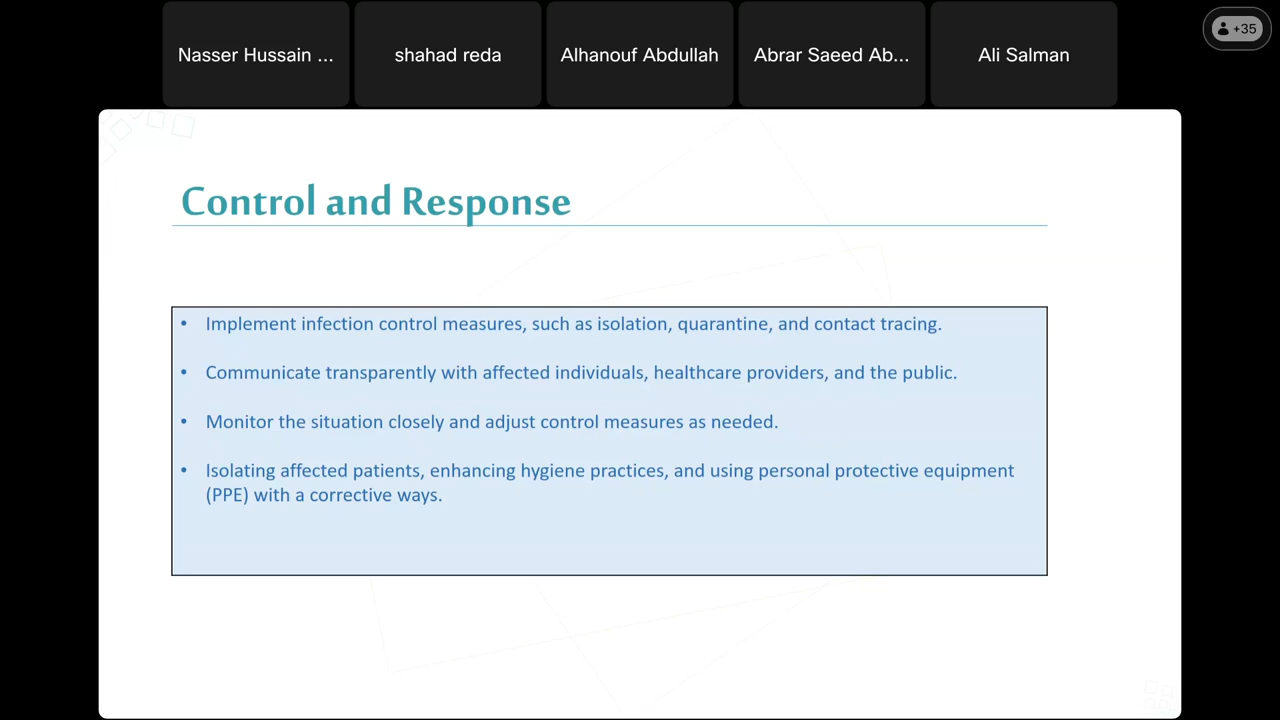 Nasser Hussain ...
shahad reda
Alhanouf Abdullah
Abrar Saeed Ab...
Ali Salman
+35
Control and Response
• Implement infection control measures, such as isolation, quarantine, and contact tracing.
• Communicate transparently with affected individuals, healthcare providers, and the public.
• Monitor the situation closely and adjust control measures as needed.
• Isolating affected patients, enhancing hygiene practices, and using personal protective equipment
(PPE) with a corrective ways.